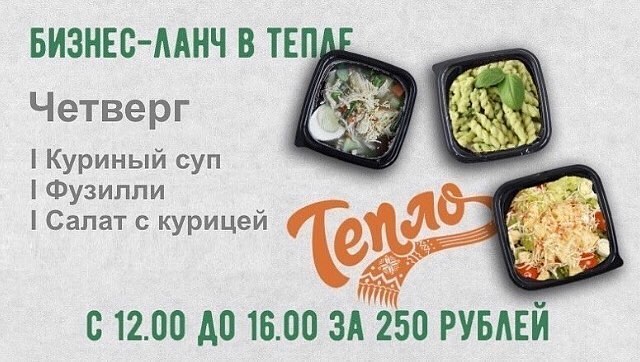 БИЗНЕС-ЛАНЧ В ТЕПЛЕ
Четверг
| Куриный суп
| Фузилли
| Салат с курицей
Тепло
С 12.00 ДО 16.00 ЗА 250 РУБЛЕЙ